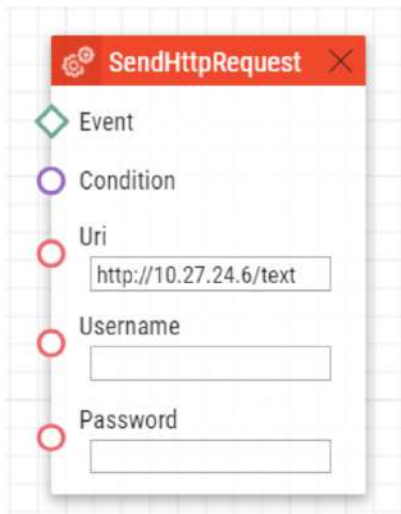 SendHttpRequest
Event
Condition
Uri
http://10.27.24.6/text
Username
Password